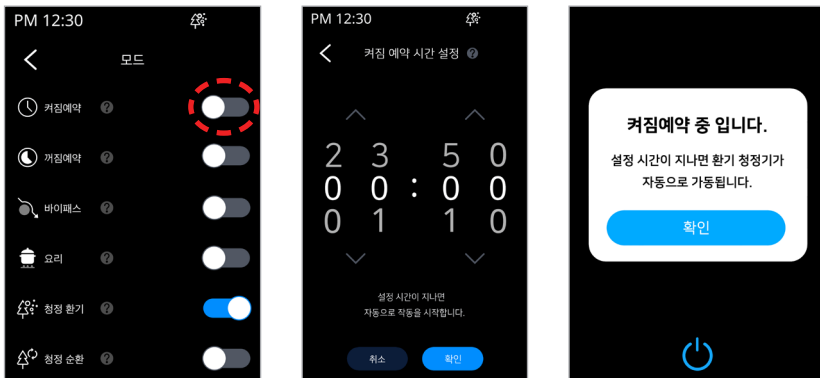 PM 12:30
모드
켜짐예약 ?
꺼짐예약 ?
바이패스 ?
요리 ?
청정 환기 ?
청정 순환 ?
PM 12:30
켜짐 예약 시간 설정 ?
2 3 5 0
0 0 : 0 0
0 1 1 0
설정 시간이 지나면
자동으로 작동을 시작합니다.
취소 확인
켜짐예약 중 입니다.
설정 시간이 지나면 환기 청정기가
자동으로 가동됩니다.
확인